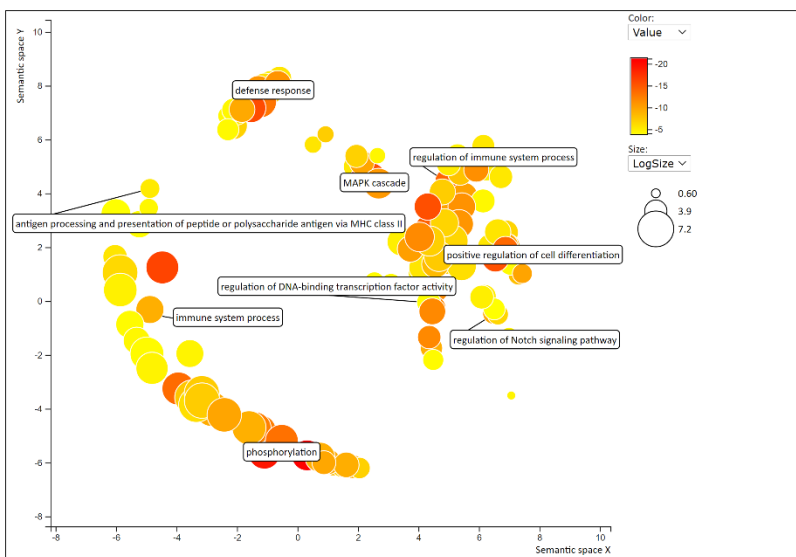 Color:
Value
-20
-15
-10
-5
Size:
LogSize
0.60
3.9
7.2
Semantic space Y
10
8
6
4
2
0
-2
-4
-6
-8
defense response
regulation of immune system process
MAPK cascade
antigen processing and presentation of peptide or polysaccharide antigen via MHC class II
positive regulation of cell differentiation
regulation of DNA-binding transcription factor activity
immune system process
regulation of Notch signaling pathway
phosphorylation
-8
-6
-4
-2
0
2
4
6
8
10
Semantic space X